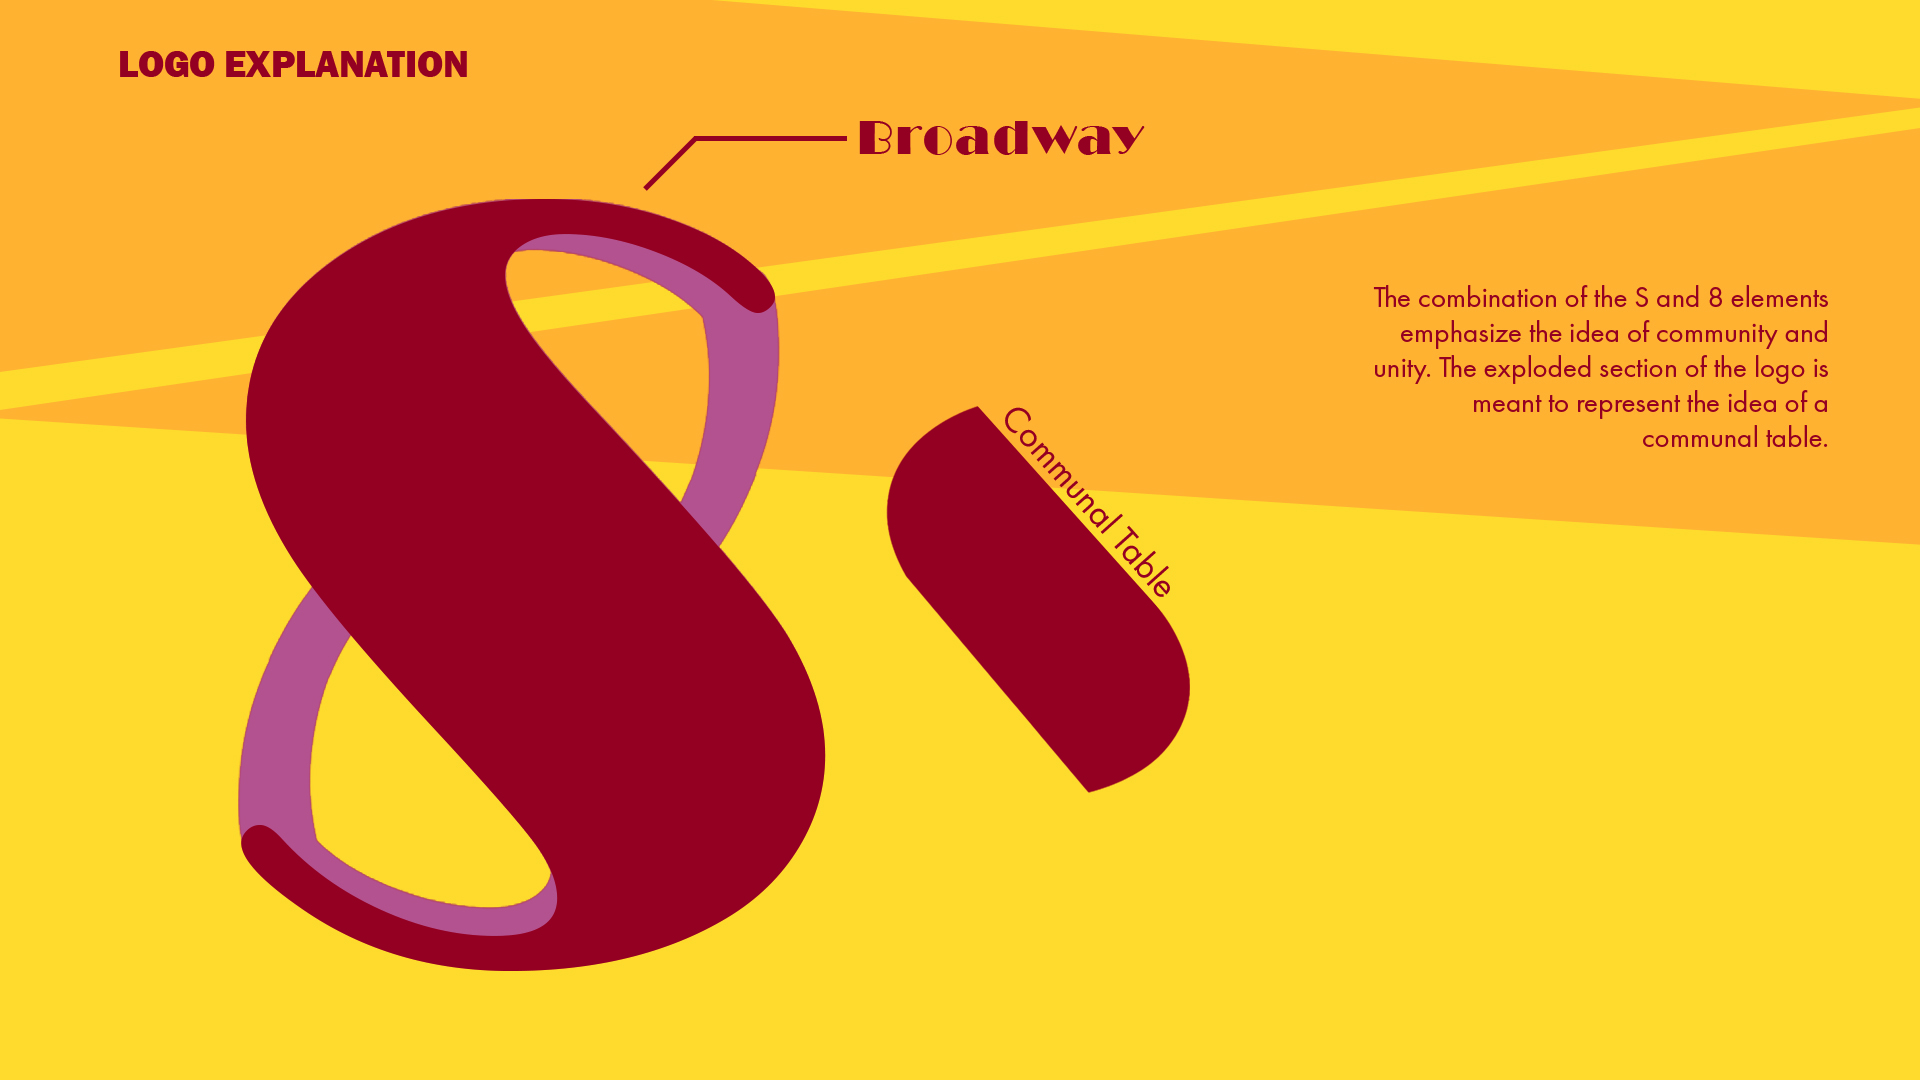 LOGO EXPLANATION
Broadway
The combination of the S and 8 elements
emphasize the idea of community and
unity. The exploded section of the logo is
meant to represent the idea of a
communal table.
Communal Table